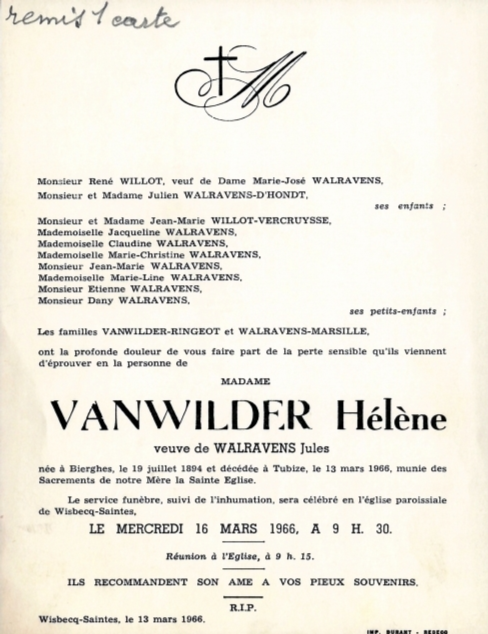 remis 1 carte
M
Monsieur René WILLOT, veuf de Dame Marie-José WALRAVENS,
Monsieur et Madame Julien WALRAVENS-D'HONDT,
ses enfants ;
Monsieur et Madame Jean-Marie WILLOT-VERCRUYSSE,
Mademoiselle Jacqueline WALRAVENS,
Mademoiselle Claudine WALRAVENS,
Mademoiselle Marie-Christine WALRAVENS,
Monsieur Jean-Marie WALRAVENS,
Mademoiselle Marie-Line WALRAVENS,
Monsieur Etienne WALRAVENS,
Monsieur Dany WALRAVENS,
ses petits-enfants ;
Les familles VANWILDER-RINGEOT et WALRAVENS-MARSILLE,
ont la profonde douleur de vous faire part de la perte sensible qu'ils viennent
d'éprouver en la personne de
MADAME
VANWILDER Hélène
veuve de WALRAVENS Jules
née à Bierghes, le 19 juillet 1894 et décédée à Tubize, le 13 mars 1966, munie des
Sacrements de notre Mère la Sainte Eglise.
Le service funèbre, suivi de l'inhumation, sera célébré en l'église paroissiale
de Wisbecq-Saintes,
LE MERCREDI 16 MARS 1966, A 9 H. 30.
Réunion à l'Eglise, à 9 h. 15.
ILS RECOMMANDENT SON AME A VOS PIEUX SOUVENIRS.
R.I.P.
Wisbecq-Saintes, le 13 mars 1966.
IMP. DURANT - REBECQ